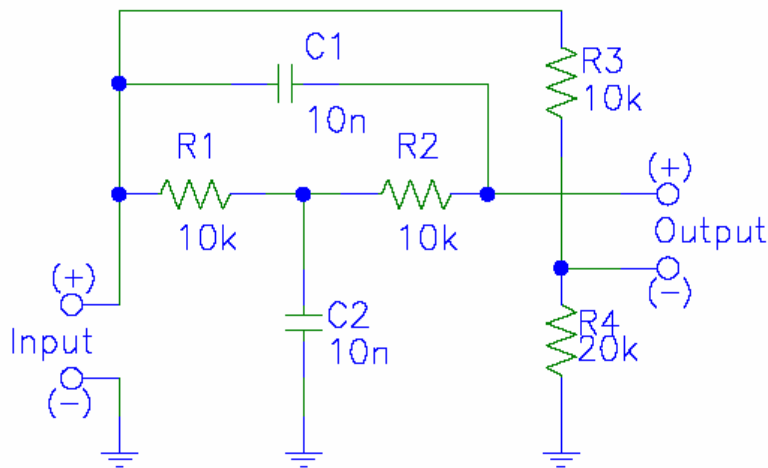 C1
10n
R3
10k
R1
10k
R2
10k
(+)
Output
(-)
(+)
Input
(-)
C2
10n
R4
20k